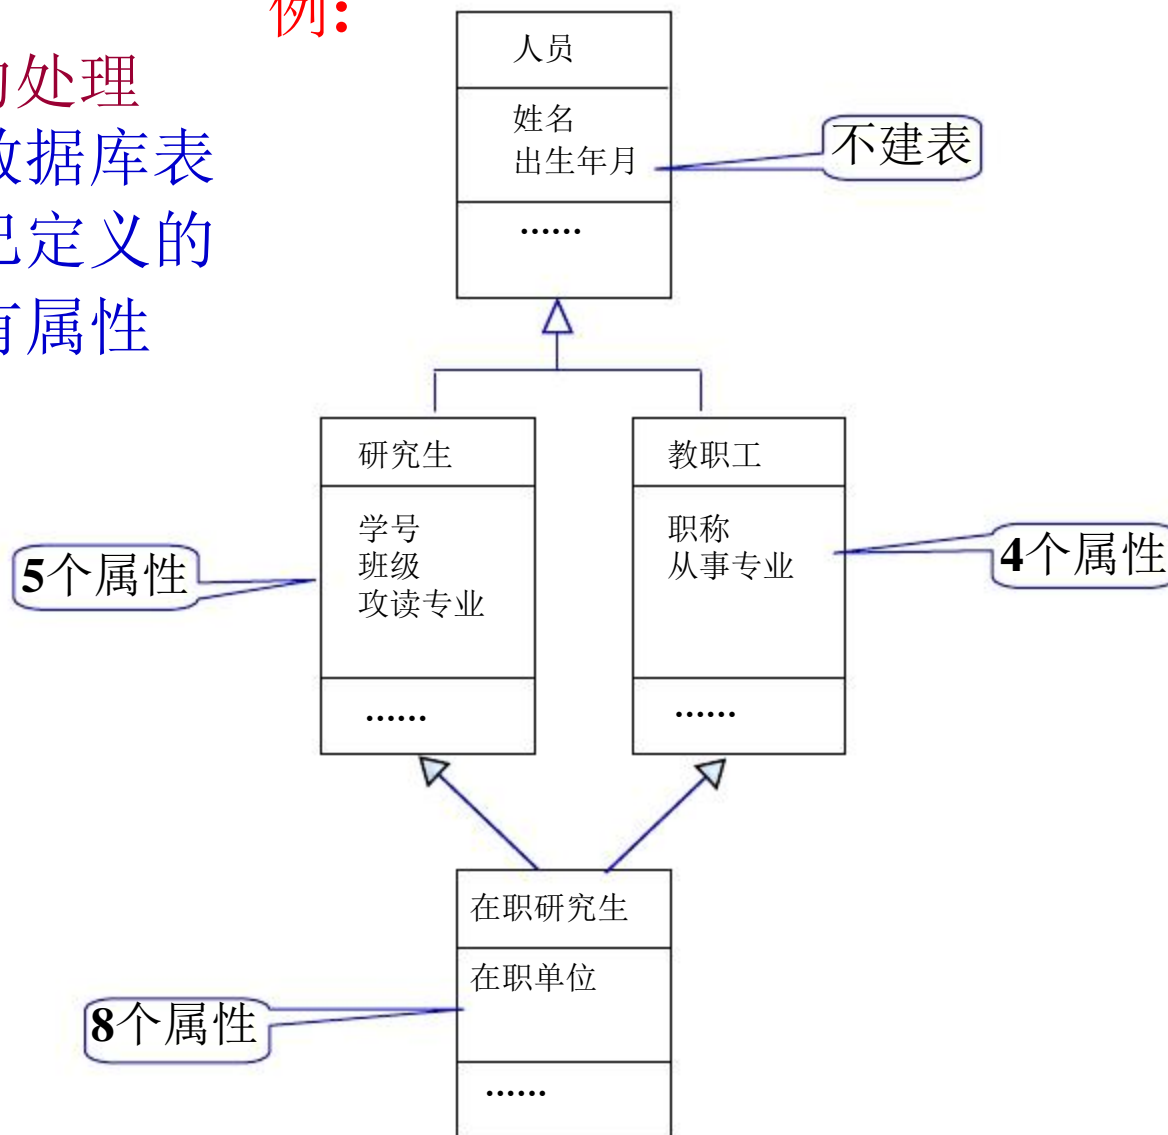 例:
的处理
数据库表
已定义的
有属性
人员
姓名
出生年月
......
不建表
研究生
学号
班级
攻读专业
......
5个属性
教职工
职称
从事专业
......
4个属性
在职研究生
在职单位
......
8个属性